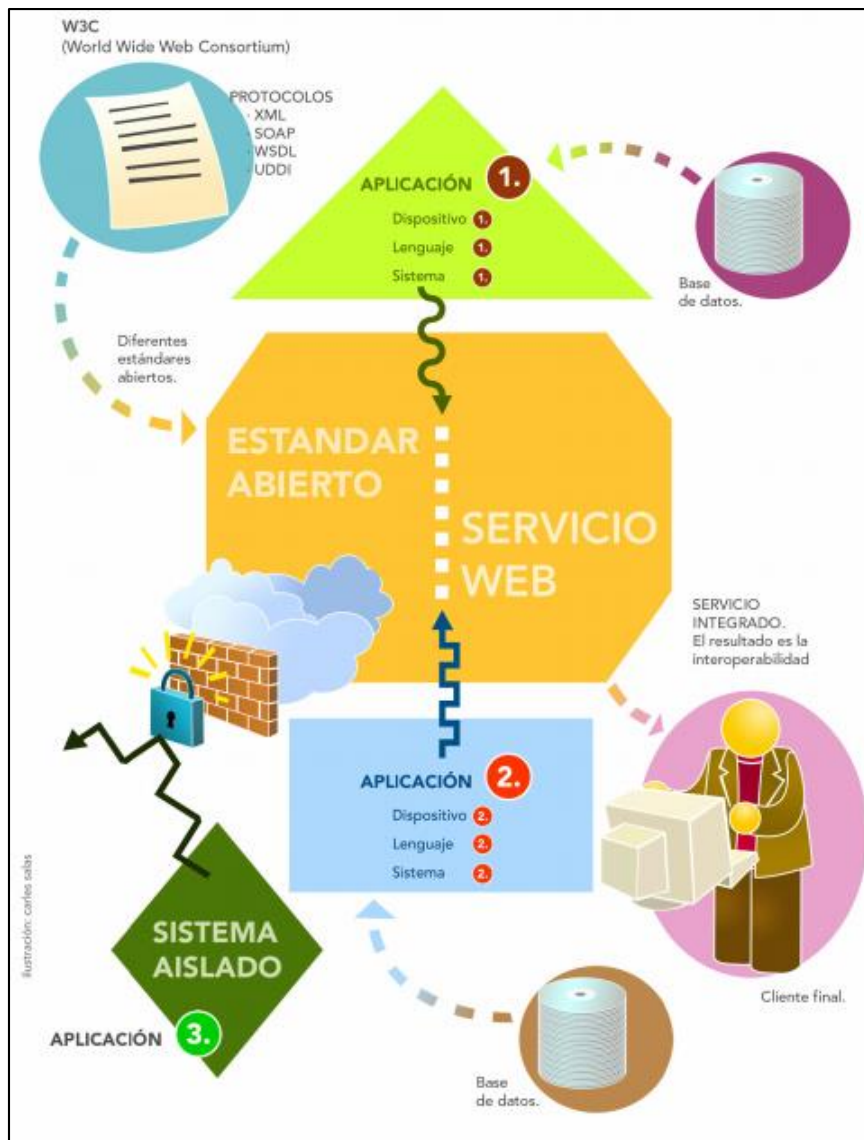 W3C
(World Wide Web Consortium)
PROTOCOLOS
· XML
· SOAP
· WSDL
· UDDI
APLICACIÓN 1.
Dispositivo 1.
Lenguaje 1.
Sistema 1.
Base
de datos.
Diferentes
estándares
abiertos.
ESTANDAR
ABIERTO
SERVICIO
WEB
SERVICIO
INTEGRADO.
El resultado es la
interoperabilidad
APLICACIÓN 2.
Dispositivo 2.
Lenguaje 2.
Sistema 2.
ilustración: carles salas
SISTEMA
AISLADO
APLICACIÓN 3.
Cliente final.
Base
de datos.